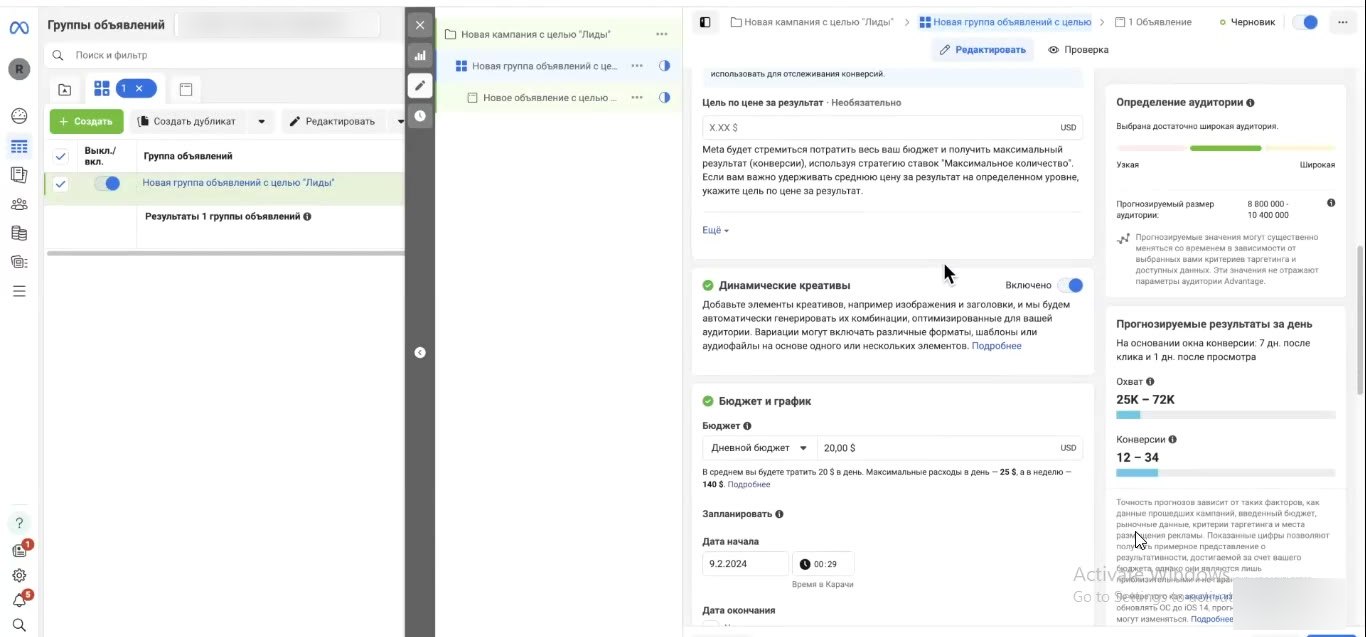 Группы объявлений
Поиск и фильтр
1 ×
+ Создать
Создать дубликат
Редактировать
Выкл./
вкл.
Группа объявлений
Новая группа объявлений с целью "Лиды"
Результаты 1 группы объявлений
R
?
1
5
Новая кампания с целью "Лиды"
Новая группа объявлений с це...
Новое объявление с целью ...
Новая кампания с целью "Лиды"
Новая группа объявлений с целью
1 Объявление
Черновик
Редактировать
Проверка
использовать для отслеживания конверсий.
Цель по цене за результат · Необязательно
X.XX $
USD
Meta будет стремиться потратить весь ваш бюджет и получить максимальный
результат (конверсии), используя стратегию ставок "Максимальное количество".
Если вам важно удерживать среднюю цену за результат на определенном уровне,
укажите цель по цене за результат.
Ещё
Динамические креативы
Включено
Добавьте элементы креативов, например изображения и заголовки, и мы будем
автоматически генерировать их комбинации, оптимизированные для вашей
аудитории. Вариации могут включать различные форматы, шаблоны или
аудиофайлы на основе одного или нескольких элементов. Подробнее
Бюджет и график
Бюджет
Дневной бюджет
20,00 $
USD
В среднем вы будете тратить 20 $ в день. Максимальные расходы в день — 25 $, а в неделю —
140 $. Подробнее
Запланировать
Дата начала
9.2.2024
00:29
Время в Карачи
Дата окончания
Определение аудитории
Выбрана достаточно широкая аудитория.
Узкая
Широкая
Прогнозируемый размер
аудитории:
8 800 000 -
10 400 000
Прогнозируемые значения могут существенно
меняться со временем в зависимости от
выбранных вами критериев таргетинга и
доступных данных. Эти значения не отражают
параметры аудитории Advantage.
Прогнозируемые результаты за день
На основании окна конверсии: 7 дн. после
клика и 1 дн. после просмотра
Охват
25K – 72K
Конверсии
12 – 34
Точность прогнозов зависит от таких факторов, как
данные прошедших кампаний, введенный бюджет,
рыночные данные, критерии таргетинга и места
размещения рекламы. Показанные цифры позволяют
получить примерное представление о
результативности, достигаемой за счет вашего
бюджета, однако они являются лишь
Activate Windows
Go to Settings to
обновлять ОС до iOS 14,
могут изменяться. Подробнее